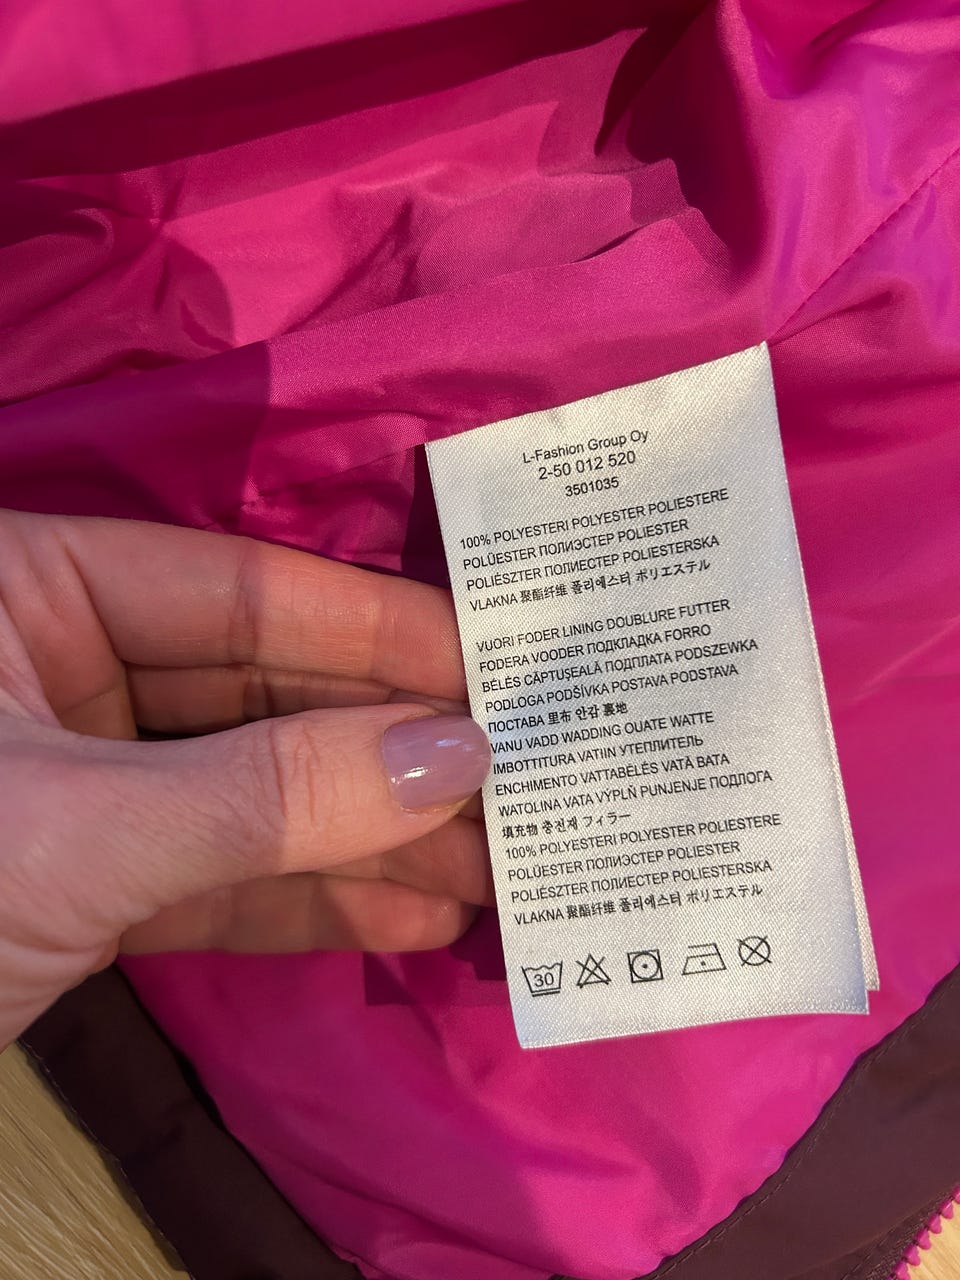 L-Fashion Group Oy
2-50 012 520
3501035
100% POLYESTERI POLYESTER POLIESTERE
POLÜESTER ПОЛИЭСТЕР POLIESTER
POLIÉSZTER ПОЛИЕСТЕР POLIESTERSKA
VLAKNA 聚酯纤维 폴리에스터 ポリエステル
VUORI FODER LINING DOUBLURE FUTTER
FODERA VOODER ПОДКЛАДКА FORRO
BÉLÉS CĂPTUŞEALĂ ПОДПЛАТА PODSZEWKA
PODLOGA PODŠÍVKA POSTAVA PODSTAVA
ПОСТАВА 里布 안감 裏地
VANU VADD WADDING OUATE WATTE
IMBOTTITURA VATIIN УТЕПЛИТЕЛЬ
ENCHIMENTO VATTABÉLÉS VATĂ ВАТА
WATOLINA VATA VÝPLŇ PUNJENJE ПОДЛОГА
填充物 충전재 フィラー
100% POLYESTERI POLYESTER POLIESTERE
POLÜESTER ПОЛИЭСТЕР POLIESTER
POLIÉSZTER ПОЛИЕСТЕР POLIESTERSKA
VLAKNA 聚酯纤维 폴리에스터 ポリエステル
30